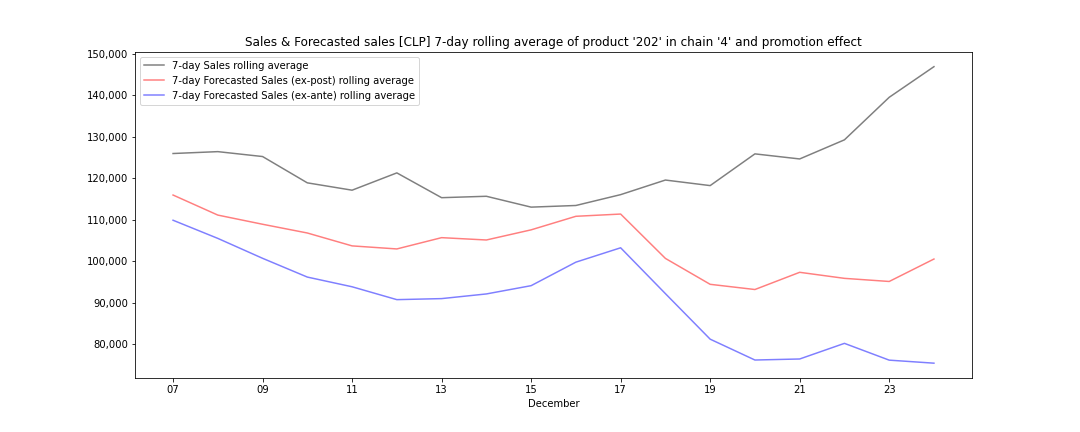 Sales & Forecasted sales [CLP] 7-day rolling average of product '202' in chain '4' and promotion effect
7-day Sales rolling average
7-day Forecasted Sales (ex-post) rolling average
7-day Forecasted Sales (ex-ante) rolling average
150,000
140,000
130,000
120,000
110,000
100,000
90,000
80,000
07 09 11 13 15 17 19 21 23
December